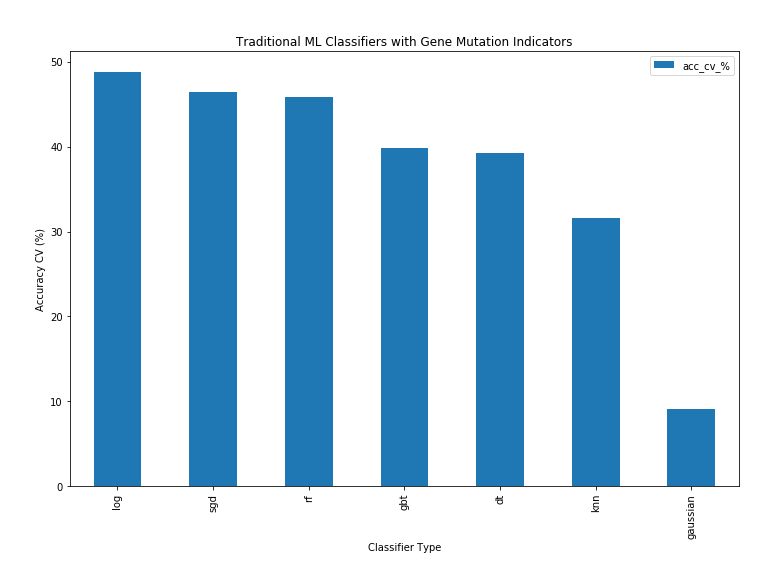 Traditional ML Classifiers with Gene Mutation Indicators
acc_cv_%
50
40
30
20
10
0
Accuracy CV (%)
log
sgd
rf
gbt
dt
knn
gaussian
Classifier Type